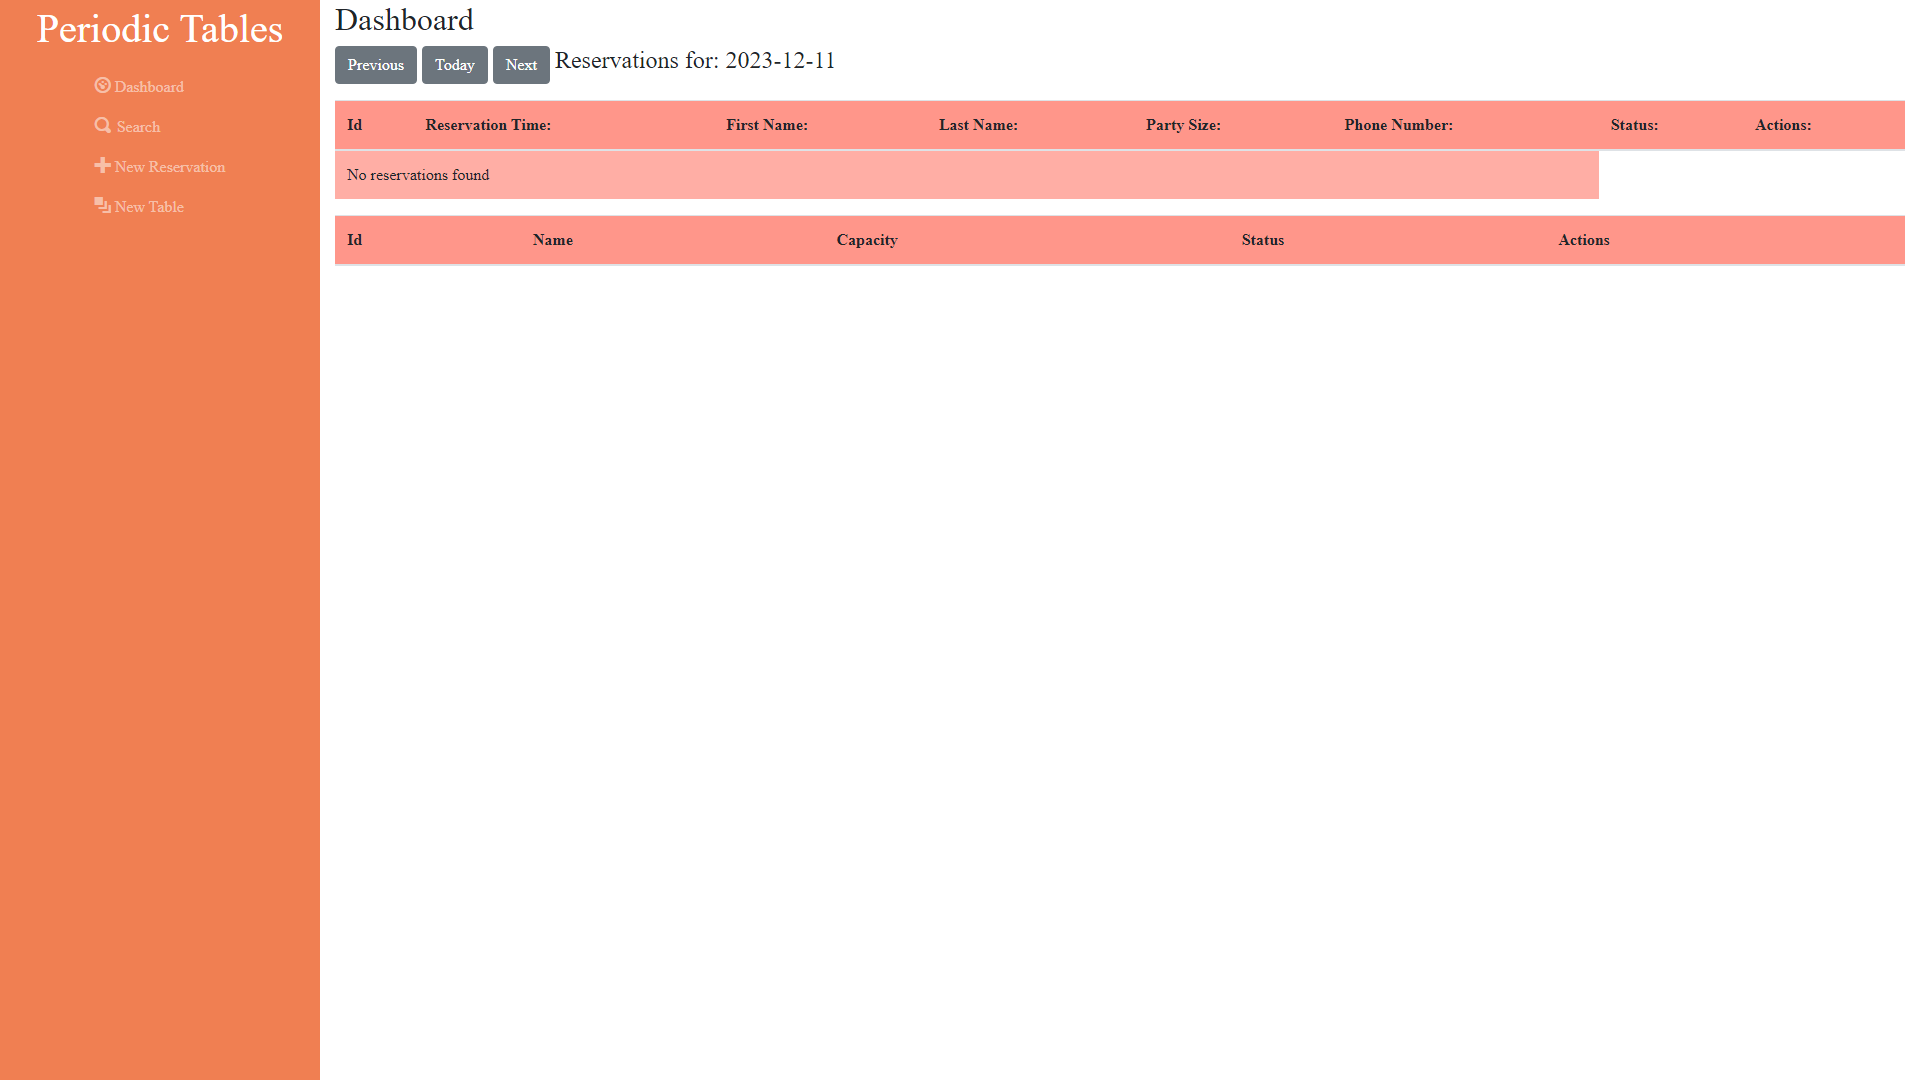 Periodic Tables
Dashboard
Search
New Reservation
New Table
Dashboard
Previous Today Next Reservations for: 2023-12-11
Id Reservation Time: First Name: Last Name: Party Size: Phone Number: Status: Actions:
No reservations found
Id Name Capacity Status Actions